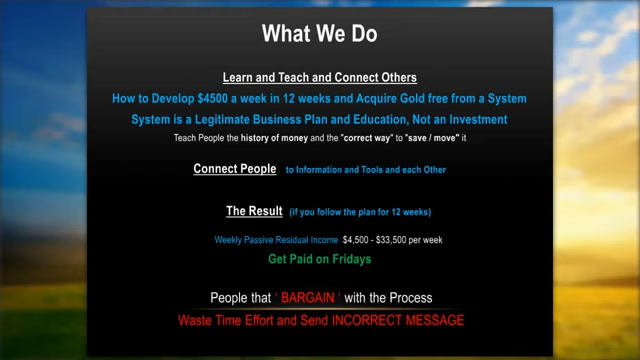 What We Do
Learn and Teach and Connect Others
How to Develop $4500 a week in 12 weeks and Acquire Gold free from a System
System is a Legitimate Business Plan and Education, Not an Investment
Teach People the history of money and the "correct way" to "save / move" it
Connect People to Information and Tools and each Other
The Result (if you follow the plan for 12 weeks)
Weekly Passive Residual Income $4,500 - $33,500 per week
Get Paid on Fridays
People that ' BARGAIN ' with the Process
Waste Time Effort and Send INCORRECT MESSAGE